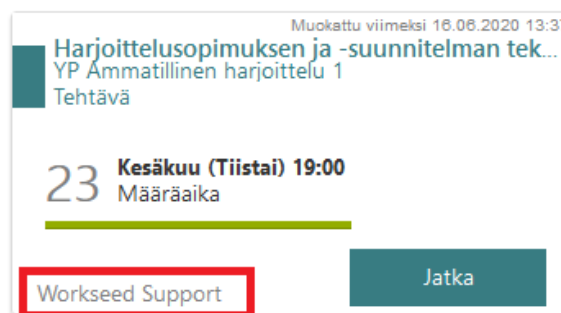 Muokattu viimeksi 16.06.2020 13:37
Harjoittelusopimuksen ja -suunnitelman tek...
YP Ammatillinen harjoittelu 1
Tehtävä
23
Kesäkuu (Tiistai) 19:00
Määräaika
Workseed Support
Jatka